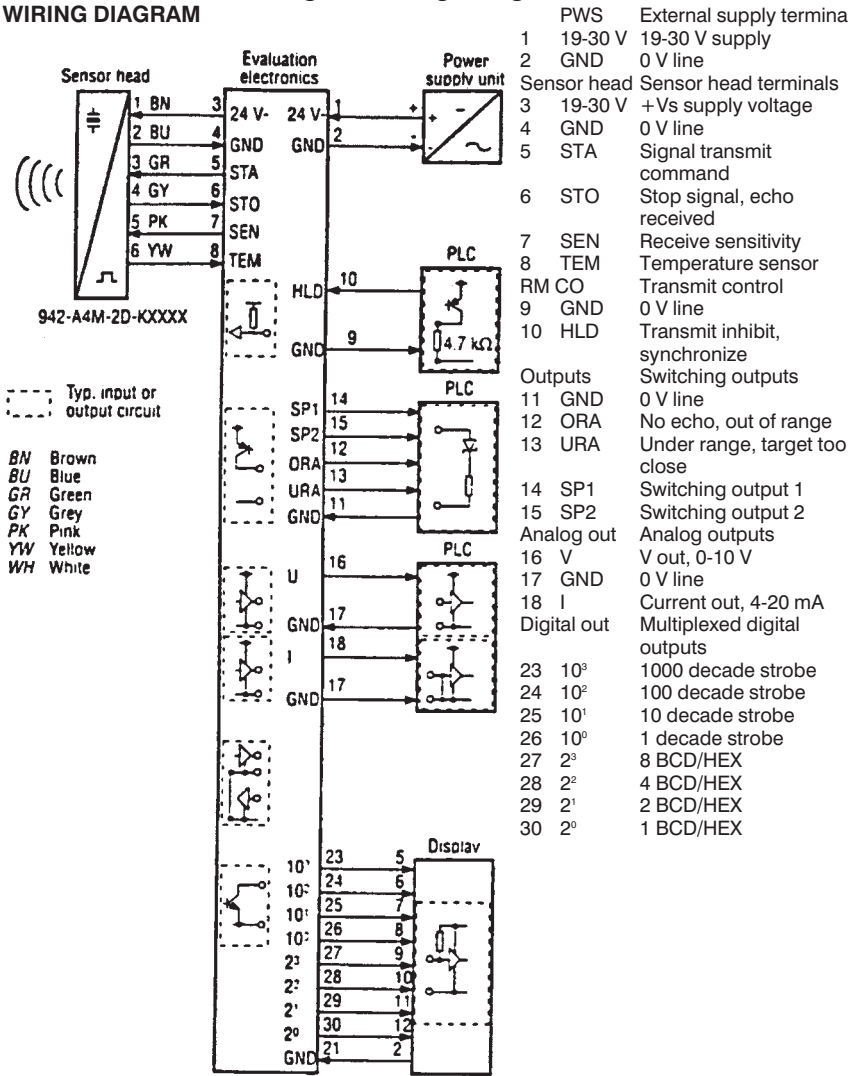 WIRING DIAGRAM
Sensor head
Evaluation
electronics
Power
supply unit
1 BN 3 24 V- 24 V- 1 + + -
2 BU 4 GND GND 2 - -
3 GR 5 STA
4 GY 6 STO
5 PK 7 SEN
6 YW 8 TEM
942-A4M-2D-KXXXX
PLC
HLD 10
GND 9
4.7 kΩ
Typ. input or
output circuit
BN Brown
BU Blue
GR Green
GY Grey
PK Pink
YW Yellow
WH White
PLC
SP1 14
SP2 15
ORA 12
URA 13
GND 11
PLC
U 16
GND 17
I 18
GND 17
Display
23 5
10² 24 6
10¹ 25 7
26 8
2³ 27 9
28 10
2¹ 29 11
2⁰ 30 12
GND 21 2
PWS External supply termina
1 19-30 V 19-30 V supply
2 GND 0 V line
Sensor head Sensor head terminals
3 19-30 V +Vs supply voltage
4 GND 0 V line
5 STA Signal transmit
command
6 STO Stop signal, echo
received
7 SEN Receive sensitivity
8 TEM Temperature sensor
RM CO Transmit control
9 GND 0 V line
10 HLD Transmit inhibit,
synchronize
Outputs Switching outputs
11 GND 0 V line
12 ORA No echo, out of range
13 URA Under range, target too
close
14 SP1 Switching output 1
15 SP2 Switching output 2
Analog out Analog outputs
16 V V out, 0-10 V
17 GND 0 V line
18 I Current out, 4-20 mA
Digital out Multiplexed digital
outputs
23 10³ 1000 decade strobe
24 10² 100 decade strobe
25 10¹ 10 decade strobe
26 10⁰ 1 decade strobe
27 2³ 8 BCD/HEX
28 2² 4 BCD/HEX
29 2¹ 2 BCD/HEX
30 2⁰ 1 BCD/HEX